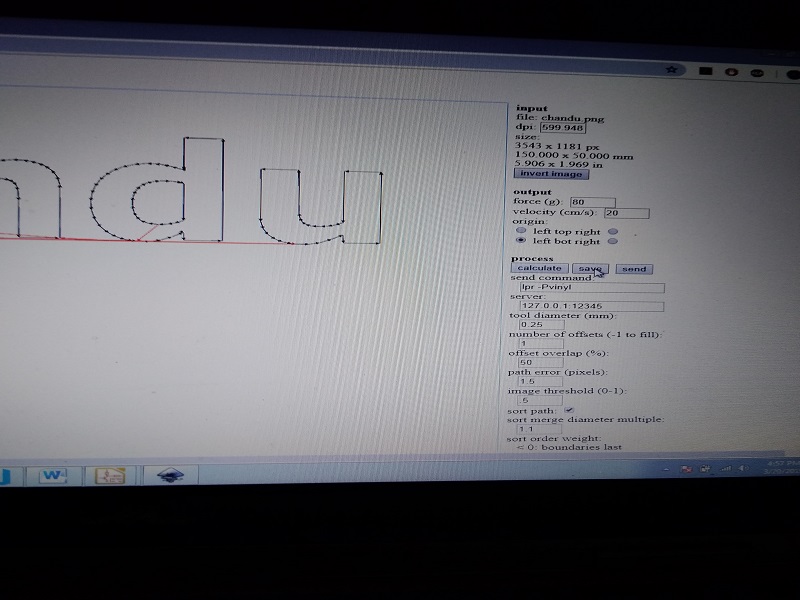 ndu
input
file: chandu.png
dpi: 599.948
size:
3543 x 1181 px
150.000 x 50.000 mm
5.906 x 1.969 in
invert image
output
force (g): 80
velocity (cm/s): 20
origin:
left top right
left bot right
process
calculate save send
send command:
lpr -Pvinyl
server:
127.0.0.1:12345
tool diameter (mm):
0.25
number of offsets (-1 to fill):
1
offset overlap (%):
50
path error (pixels):
1.5
image threshold (0-1):
.5
sort path:
sort merge diameter multiple:
1.1
sort order weight:
< 0: boundaries last
W
4:57 PM